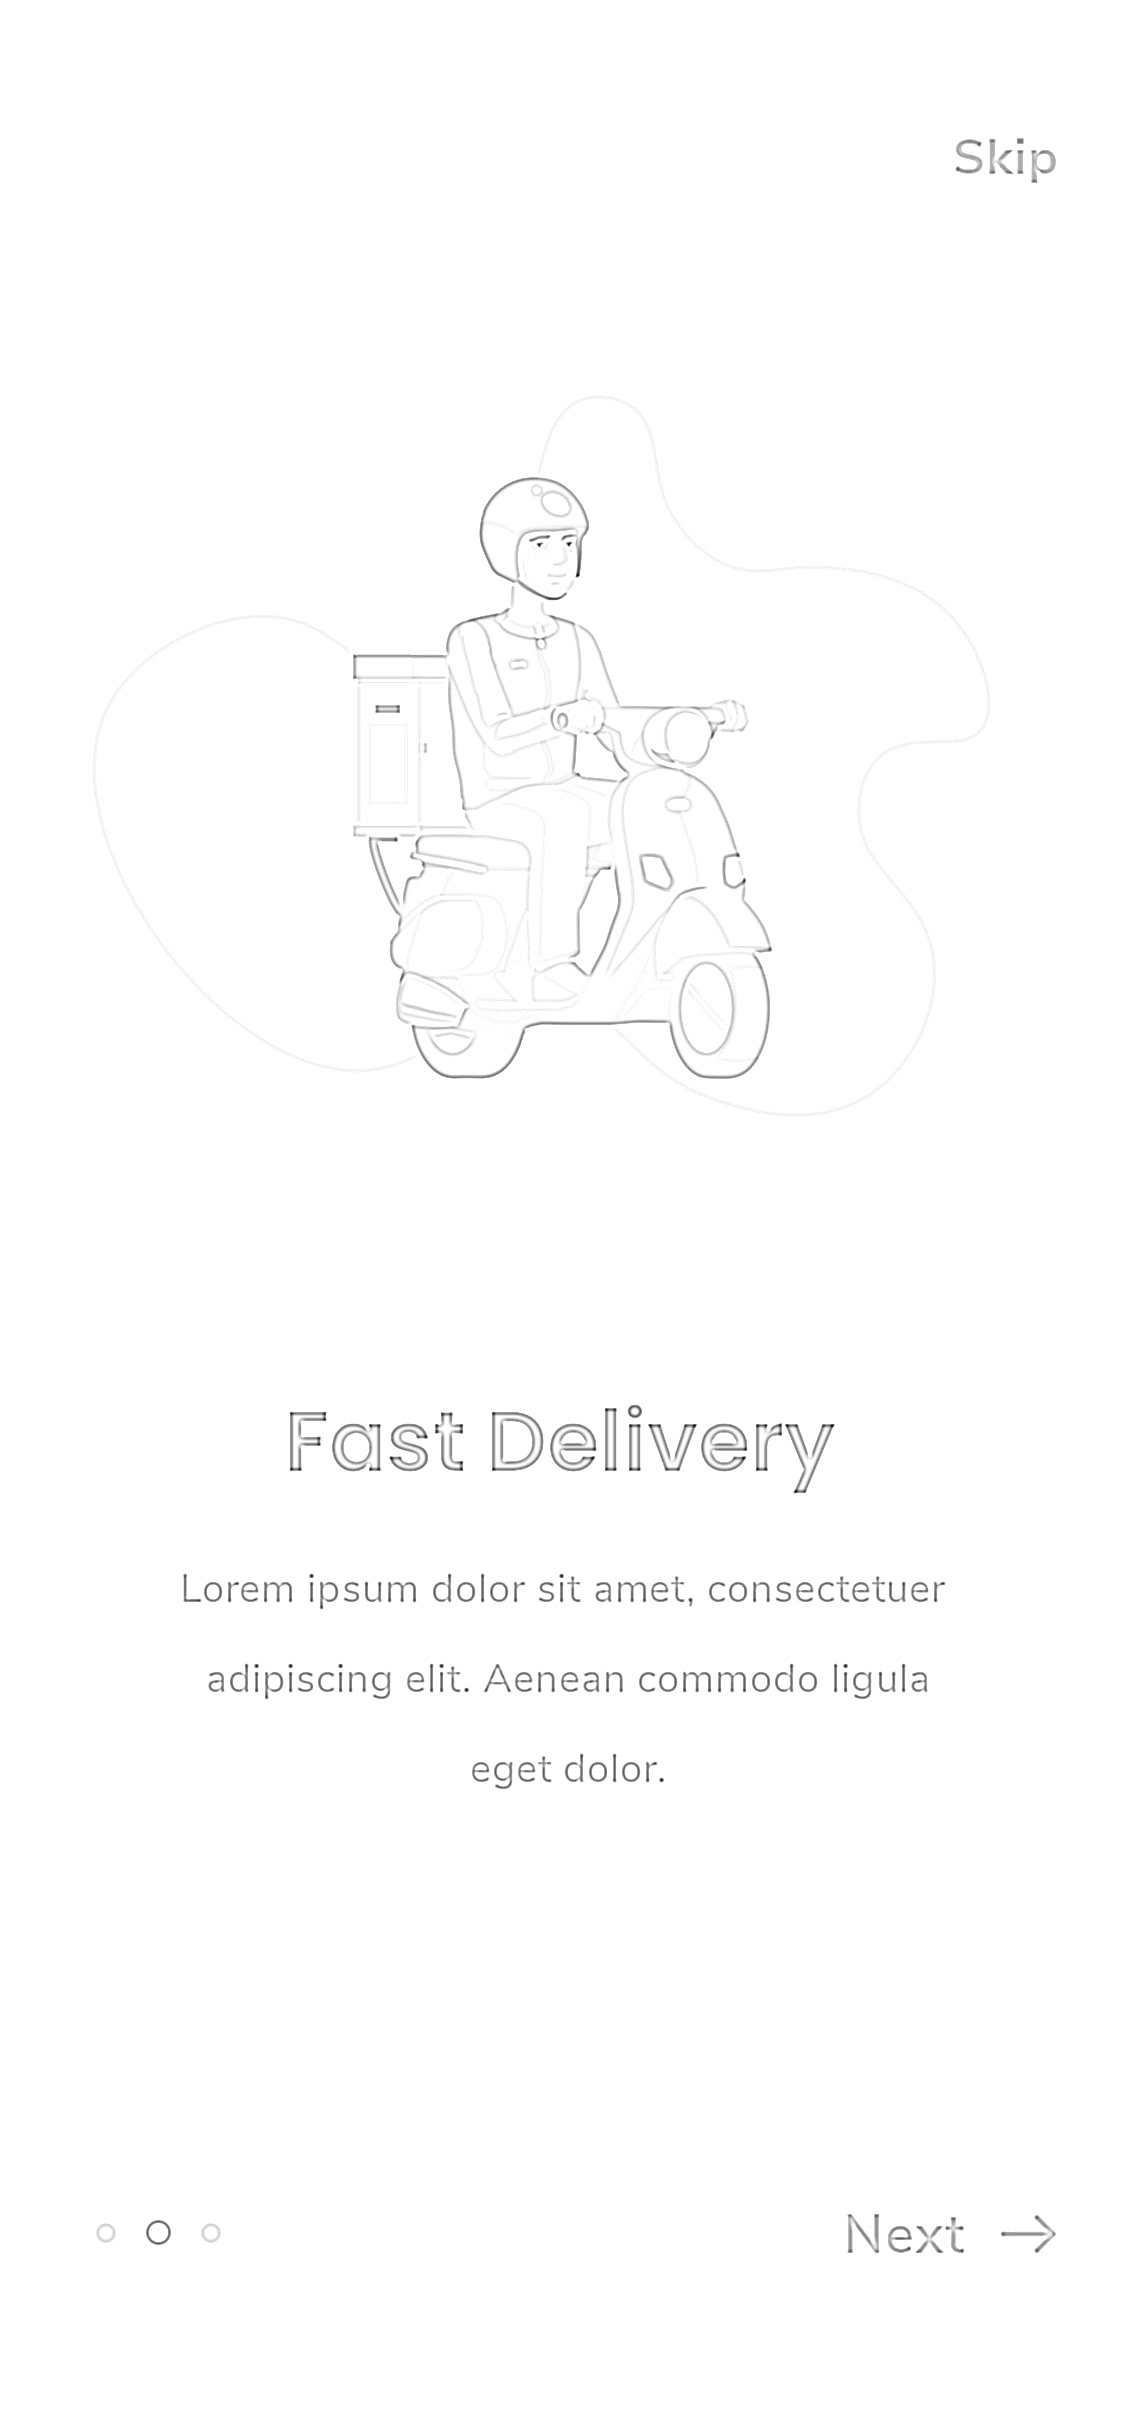 Skip
Fast Delivery
Lorem ipsum dolor sit amet, consectetuer
adipiscing elit. Aenean commodo ligula
eget dolor.
Next